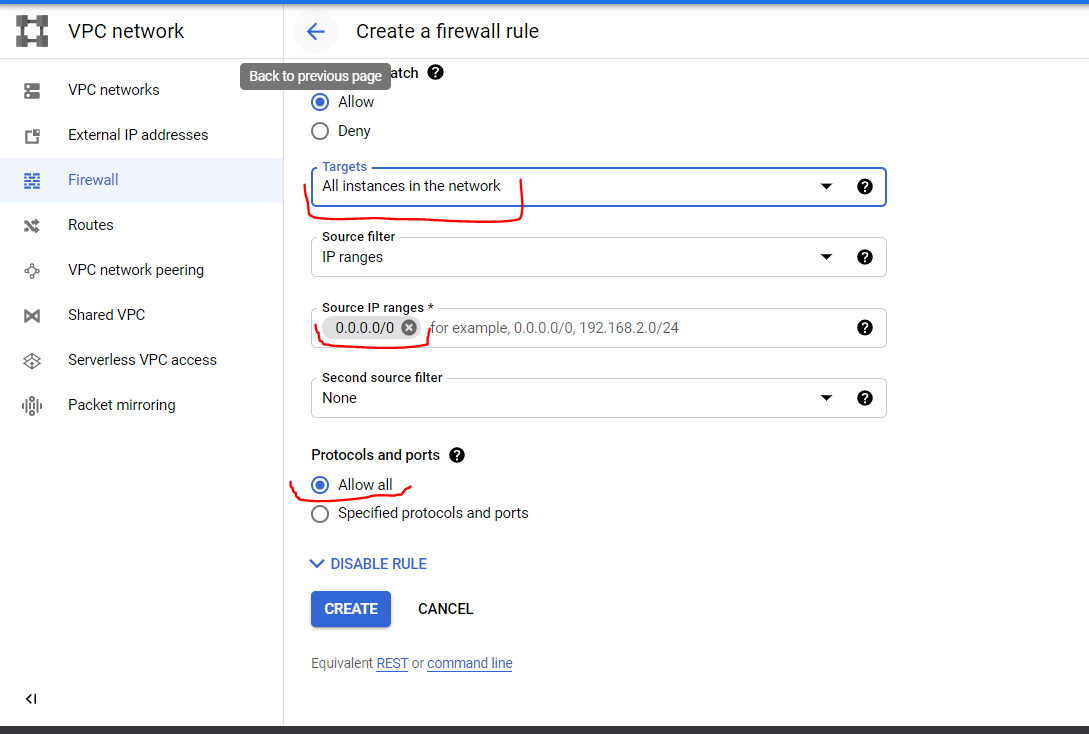 VPC network
Create a firewall rule
Back to previous page
atch
VPC networks
Allow
External IP addresses
Deny
Targets
Firewall
All instances in the network
Routes
Source filter
IP ranges
VPC network peering
Source IP ranges *
Shared VPC
0.0.0.0/0 for example, 0.0.0.0/0, 192.168.2.0/24
Serverless VPC access
Second source filter
None
Packet mirroring
Protocols and ports
Allow all
Specified protocols and ports
DISABLE RULE
CREATE CANCEL
Equivalent REST or command line